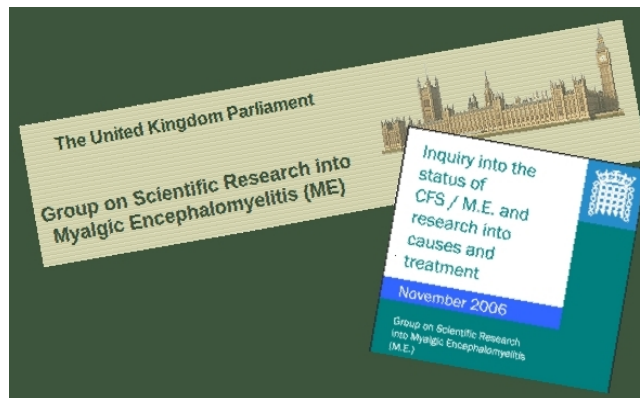 The United Kingdom Parliament
Group on Scientific Research into
Myalgic Encephalomyelitis (ME)
Inquiry into the
status of
CFS / M.E. and
research into
causes and
treatment
November 2006
Group on Scientific Research
into Myalgic Encephalomyelitis
(M.E.)